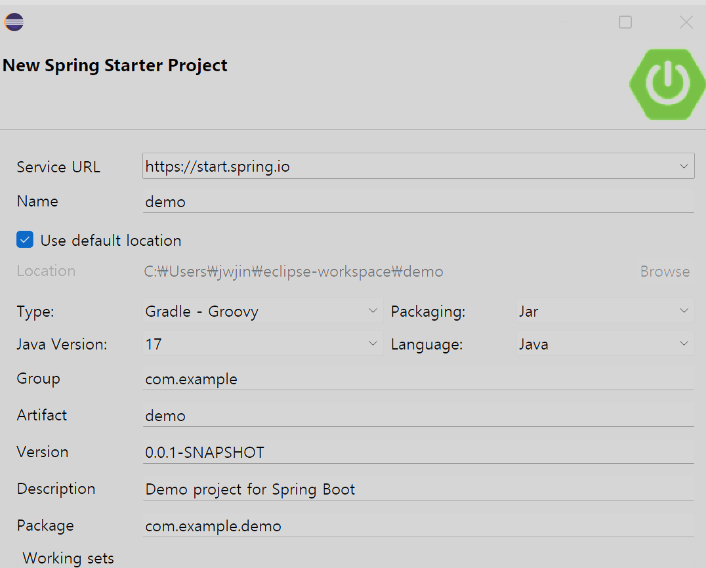 New Spring Starter Project
Service URL https://start.spring.io
Name demo
Use default location
Location C:₩Users₩jwjin₩eclipse-workspace₩demo Browse
Type: Gradle - Groovy Packaging: Jar
Java Version: 17 Language: Java
Group com.example
Artifact demo
Version 0.0.1-SNAPSHOT
Description Demo project for Spring Boot
Package com.example.demo
Working sets